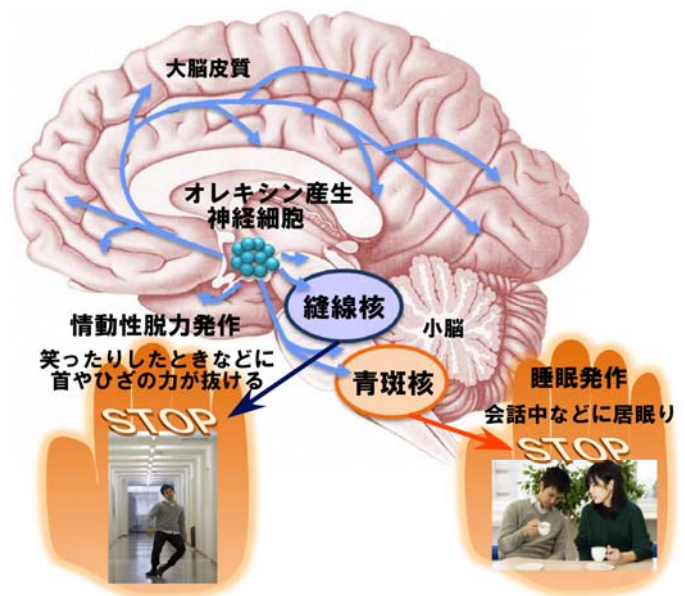 大脳皮質
オレキシン産生
神経細胞
縫線核
小脳
情動性脱力発作
笑ったりしたときなどに
首やひざの力が抜ける
STOP
青斑核
睡眠発作
会話中などに居眠り
STOP